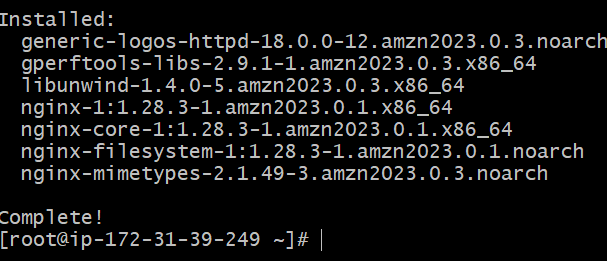 Installed:
  generic-logos-httpd-18.0.0-12.amzn2023.0.3.noarch
  gperftools-libs-2.9.1-1.amzn2023.0.3.x86_64
  libunwind-1.4.0-5.amzn2023.0.3.x86_64
  nginx-1:1.28.3-1.amzn2023.0.1.x86_64
  nginx-core-1:1.28.3-1.amzn2023.0.1.x86_64
  nginx-filesystem-1:1.28.3-1.amzn2023.0.1.noarch
  nginx-mimetypes-2.1.49-3.amzn2023.0.3.noarch

Complete!
[root@ip-172-31-39-249 ~]#